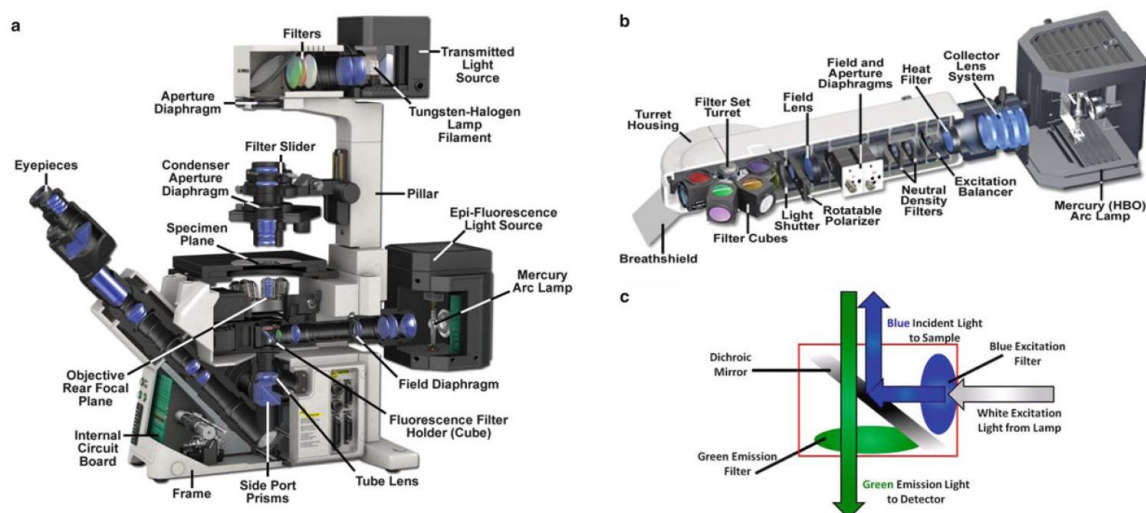 a
Filters
Transmitted
Light Source
Aperture
Diaphragm
Tungsten-Halogen
Lamp
Filament
Eyepieces
Condenser
Aperture
Diaphragm
Filter Slider
Pillar
Specimen
Plane
Epi-Fluorescence
Light Source
Mercury
Arc Lamp
Objective
Rear Focal
Plane
Field Diaphragm
Fluorescence Filter
Holder (Cube)
Internal
Circuit
Board
Frame
Side Port
Prisms
Tube Lens
b
Turret
Housing
Filter Set
Turret
Field
Lens
Field and
Aperture
Diaphragms
Heat
Filter
Collector
Lens
System
Breathshield
Filter Cubes
Light
Shutter
Rotatable
Polarizer
Neutral
Density
Filters
Excitation
Balancer
Mercury (HBO)
Arc Lamp
c
Blue Incident Light
to Sample
Dichroic
Mirror
Blue Excitation
Filter
White Excitation
Light from Lamp
Green Emission
Filter
Green Emission Light
to Detector